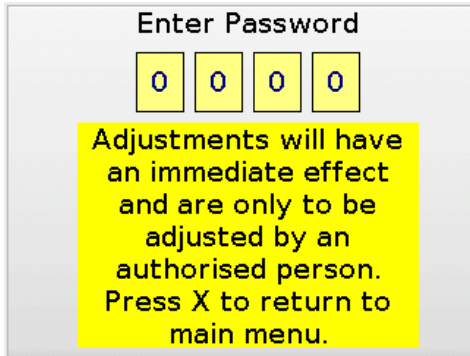 Enter Password
0 0 0 0
Adjustments will have
an immediate effect
and are only to be
adjusted by an
authorised person.
Press X to return to
main menu.